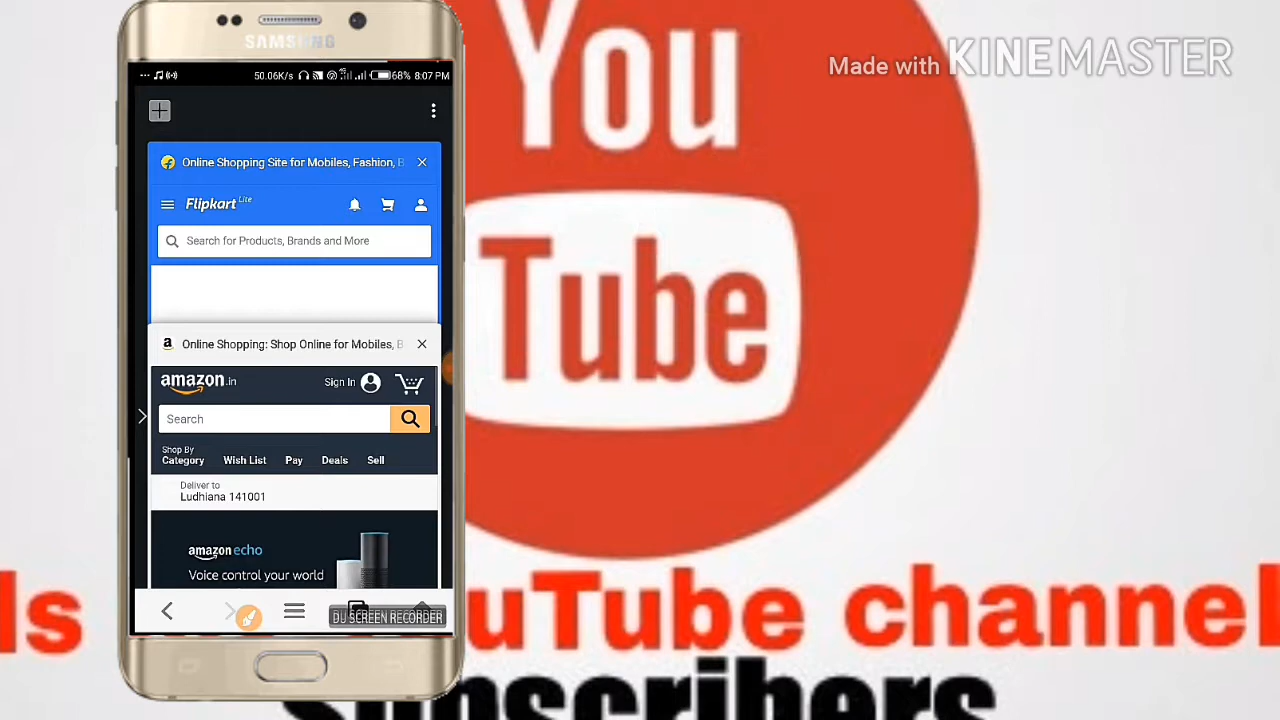 You
Tube
Made with KINEMASTER
SAMSUNG
50.06K/s 68% 8:07 PM
Online Shopping Site for Mobiles, Fashion, B
Flipkart Lite
Search for Products, Brands and More
Online Shopping: Shop Online for Mobiles, B
amazon.in Sign In
Search
Shop By
Category Wish List Pay Deals Sell
Deliver to
Ludhiana 141001
amazon echo
Voice control your world
DU SCREEN RECORDER
ls uTube channel
ubscribers